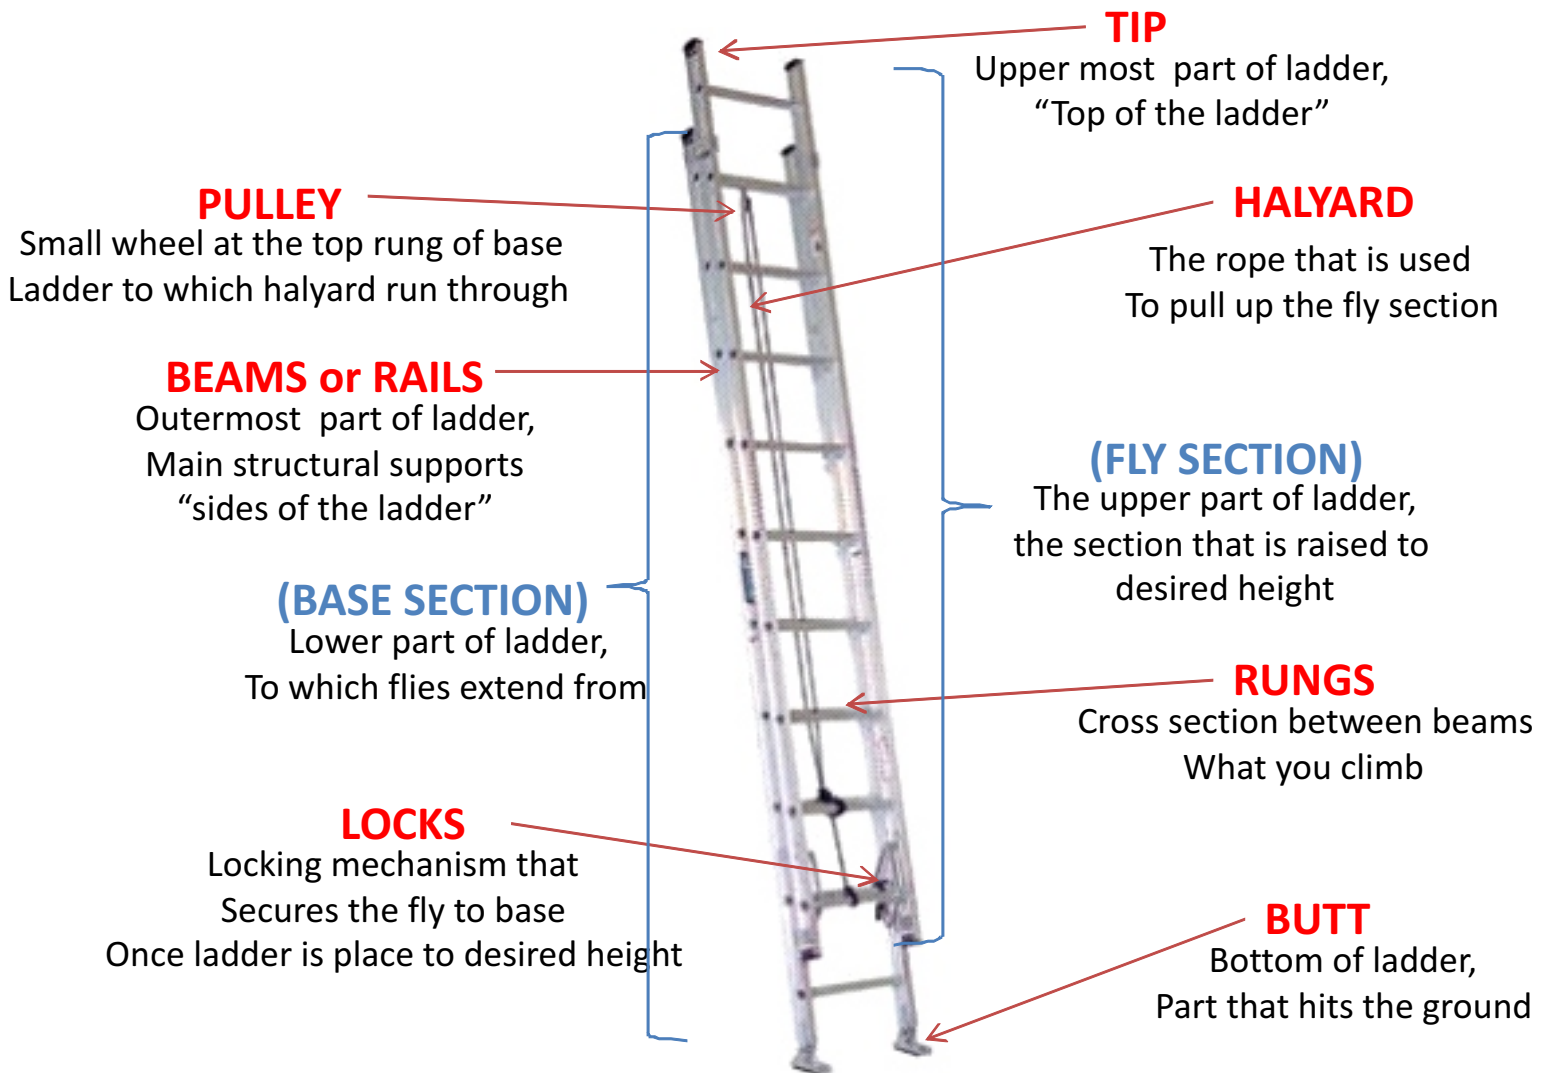 TIP
Upper most  part of ladder,
“Top of the ladder”
PULLEY
Small wheel at the top rung of base
Ladder to which halyard run through
HALYARD
The rope that is used
To pull up the fly section
BEAMS or RAILS
Outermost  part of ladder,
Main structural supports
“sides of the ladder”
(FLY SECTION)
The upper part of ladder,
the section that is raised to
desired height
(BASE SECTION)
Lower part of ladder,
To which flies extend from
RUNGS
Cross section between beams
What you climb
LOCKS
Locking mechanism that
Secures the fly to base
Once ladder is place to desired height
BUTT
Bottom of ladder,
Part that hits the ground